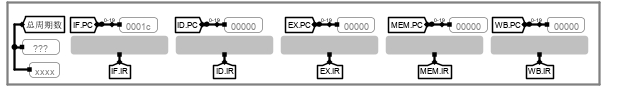 总周期数 IF.PC 0-19 0001c ID.PC 0-19 00000 EX.PC 0-19 00000 MEM.PC 0-19 00000 WB.PC 0-19 00000
???
xxxx IF.IR ID.IR EX.IR MEM.IR WB.IR